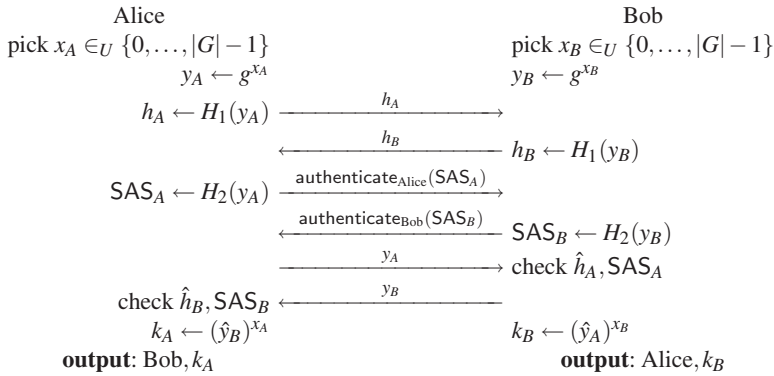 Alice Bob
pick x_A ∈_U {0,…,|G|−1} pick x_B ∈_U {0,…,|G|−1}
y_A ← g^{x_A} y_B ← g^{x_B}
h_A
h_A ← H_1(y_A)
h_B
h_B ← H_1(y_B)
authenticate_Alice(SAS_A)
SAS_A ← H_2(y_A)
authenticate_Bob(SAS_B)
SAS_B ← H_2(y_B)
y_A
check ĥ_A, SAS_A
y_B
check ĥ_B, SAS_B
k_A ← (ŷ_B)^{x_A} k_B ← (ŷ_A)^{x_B}
output: Bob, k_A output: Alice, k_B